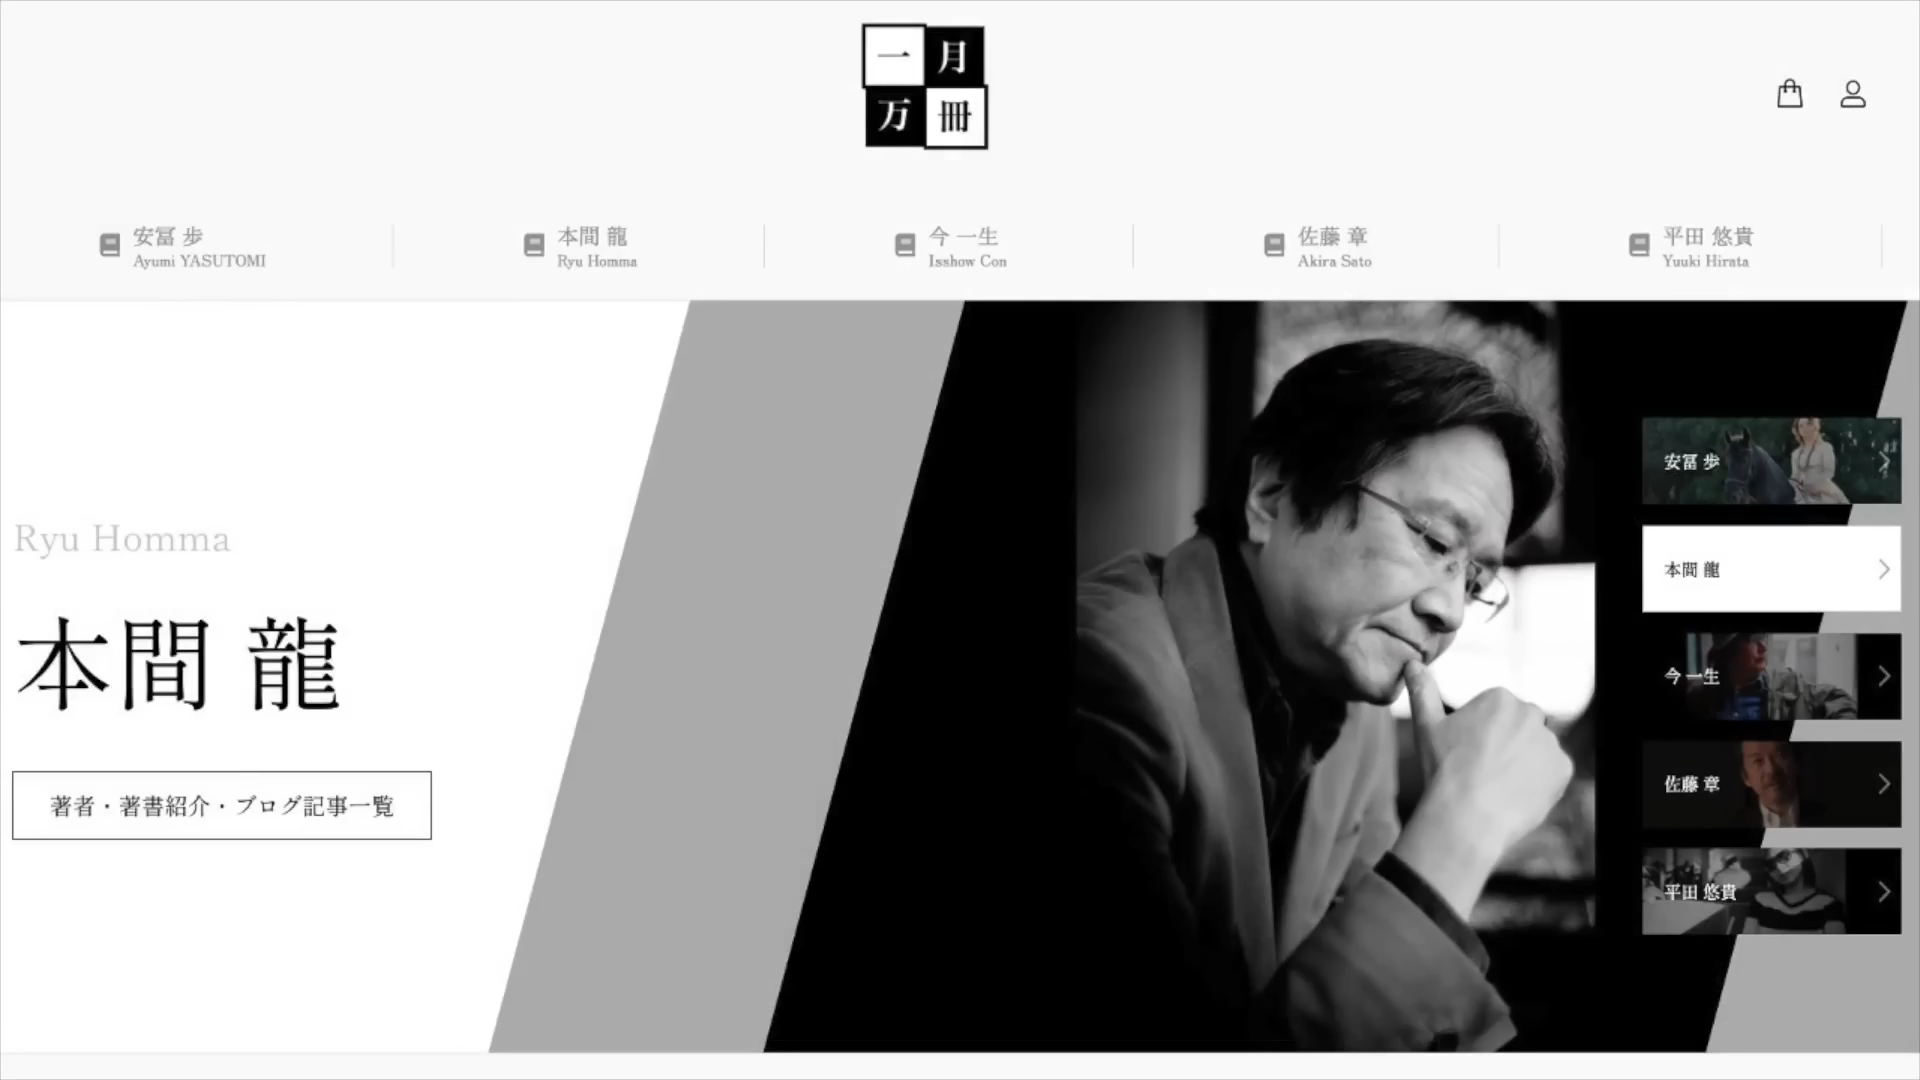 一月
万冊
安冨 歩
Ayumi YASUTOMI
本間 龍
Ryu Homma
今 一生
Isshow Con
佐藤 章
Akira Sato
平田 悠貴
Yuuki Hirata
Ryu Homma
本間 龍
著者・著書紹介・ブログ記事一覧
安冨 歩
本間 龍
今 一生
佐藤 章
平田 悠貴